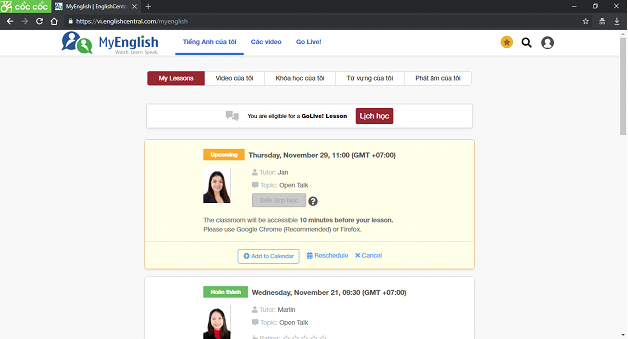 cốc cốc
MyEnglish | EnglishCentral
https://vi.englishcentral.com/myenglish
MyEnglish
Watch. Learn. Speak.
Tiếng Anh của tôi
Các video
Go Live!
My Lessons
Video của tôi
Khóa học của tôi
Từ vựng của tôi
Phát âm của tôi
You are eligible for a GoLive! Lesson
Lịch học
Upcoming
Thursday, November 29, 11:00 (GMT +07:00)
Tutor: Jan
Topic: Open Talk
Đến lớp học
The classroom will be accessible 10 minutes before your lesson.
Please use Google Chrome (Recommended) or Firefox.
Add to Calendar
Reschedule
Cancel
Hoàn thành
Wednesday, November 21, 09:30 (GMT +07:00)
Tutor: Marlin
Topic: Open Talk
Rating: